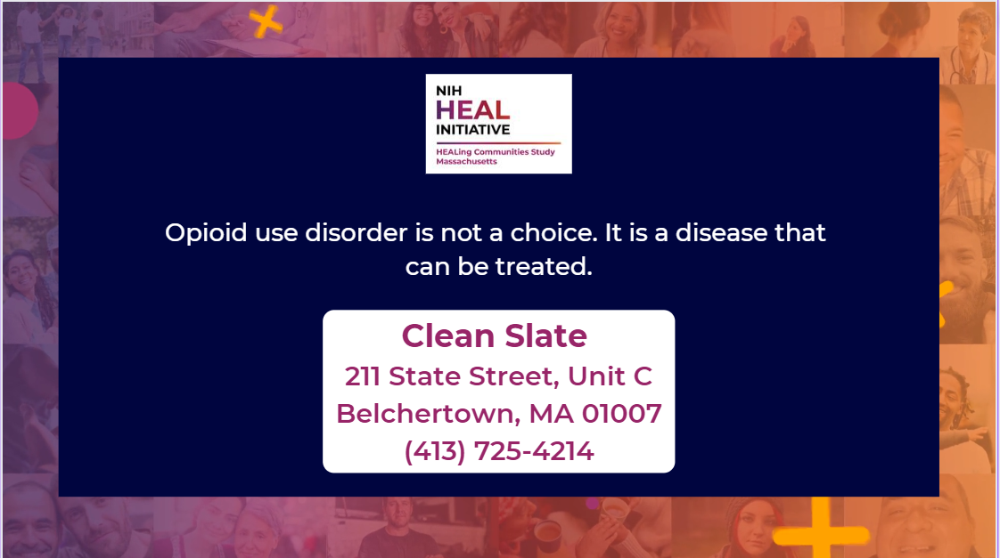 NIH
HEAL
INITIATIVE
HEALing Communities Study
Massachusetts
Opioid use disorder is not a choice. It is a disease that
can be treated.
Clean Slate
211 State Street, Unit C
Belchertown, MA 01007
(413) 725-4214